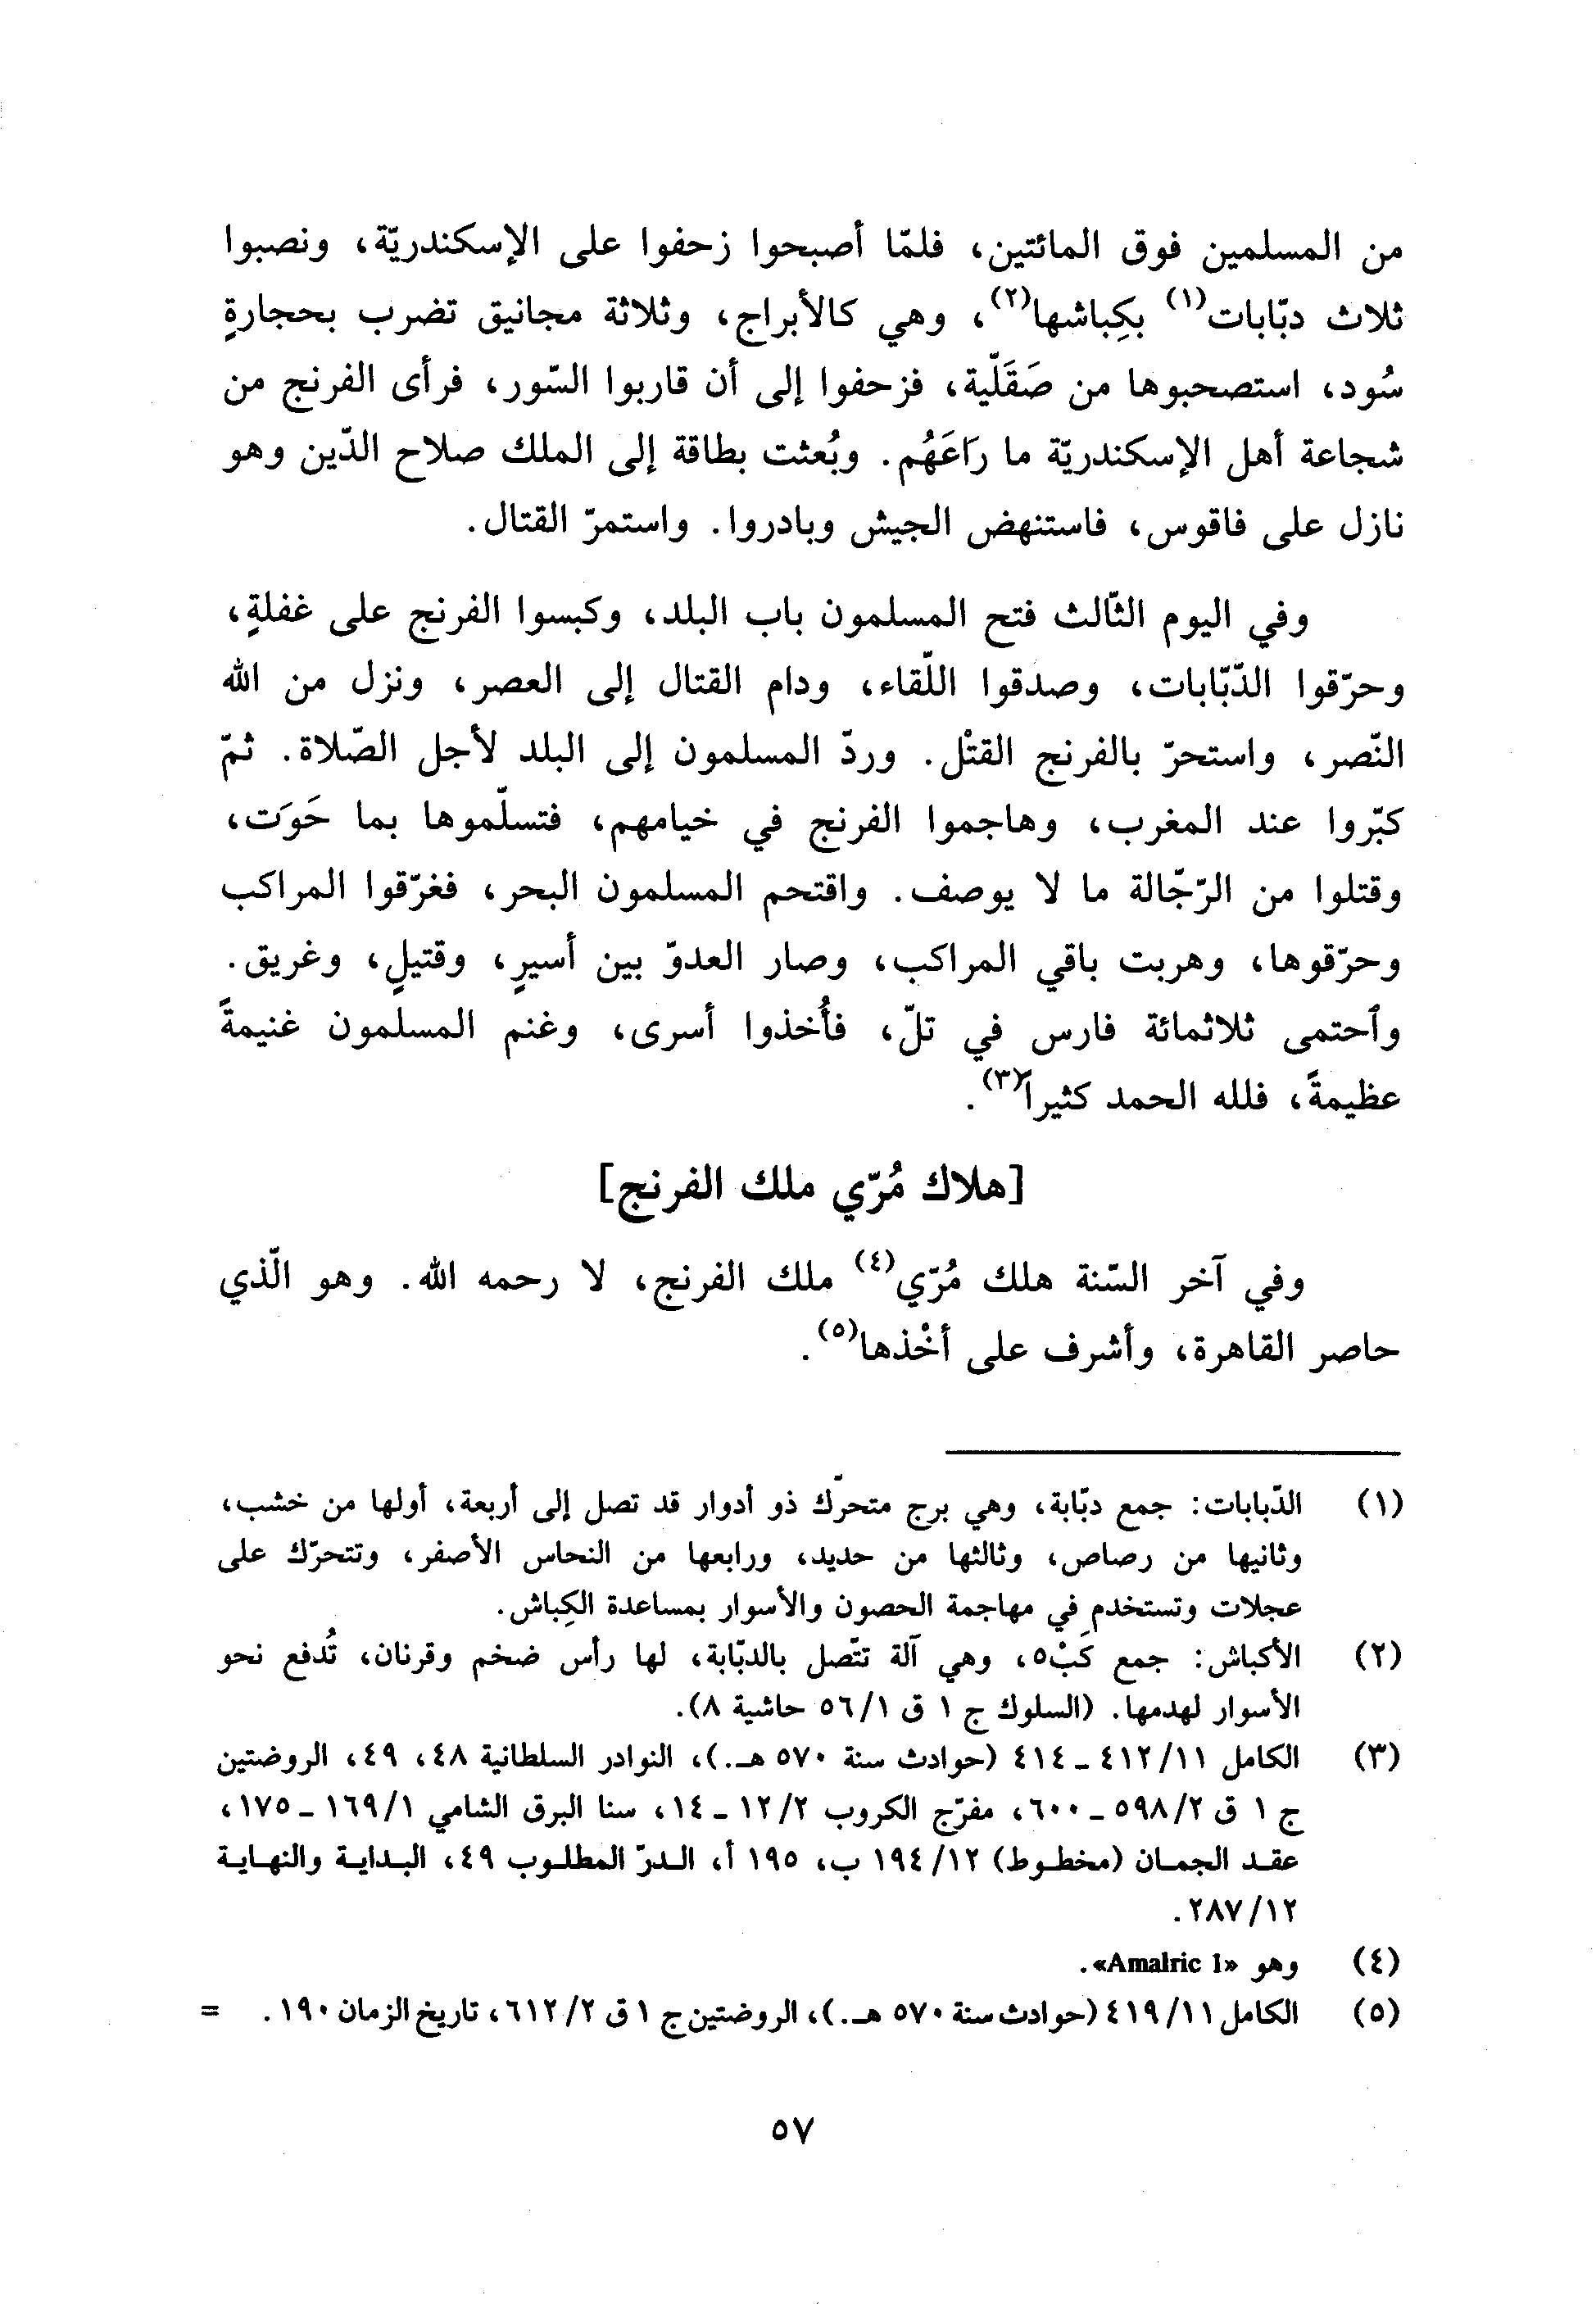 من المسلمين فوق المائتين، فلمّا أصبحوا زحفوا على الإسكندريّة، ونصبوا
ثلاث دبّابات(١) بكِباشها(٢)، وهي كالأبراج، وثلاثة مجانيق تضرب بحجارةٍ
سُود، استصحبوها من صَقَلّية، فزحفوا إلى أن قاربوا السّور، فرأى الفرنج من
شجاعة أهل الإسكندريّة ما رَاعَهُم. وبُعثت بطاقة إلى الملك صلاح الدّين وهو
نازل على فاقوس، فاستنهض الجيش وبادروا. واستمرّ القتال.
وفي اليوم الثّالث فتح المسلمون باب البلد، وكبسوا الفرنج على غفلةٍ،
وحرّقوا الدّبّابات، وصدقوا اللّقاء، ودام القتال إلى العصر، ونزل من الله
النّصر، واستحرّ بالفرنج القتْل. وردّ المسلمون إلى البلد لأجل الصّلاة. ثمّ
كبّروا عند المغرب، وهاجموا الفرنج في خيامهم، فتسلّموها بما حَوَت،
وقتلوا من الرّجّالة ما لا يوصف. واقتحم المسلمون البحر، فغرّقوا المراكب
وحرّقوها، وهربت باقي المراكب، وصار العدوّ بين أسيرٍ، وقتيلٍ، وغريق.
وٱحتمى ثلاثمائة فارس في تلّ، فأُخذوا أسرى، وغنم المسلمون غنيمةً
عظيمةً، فلله الحمد كثيراً(٣).
[هلاك مُرّي ملك الفرنج]
وفي آخر السّنة هلك مُرّي(٤) ملك الفرنج، لا رحمه الله. وهو الّذي
حاصر القاهرة، وأشرف على أخْذها(٥).
(١) الدّبابات: جمع دبّابة، وهي برج متحرّك ذو أدوار قد تصل إلى أربعة، أولها من خشب،
وثانيها من رصاص، وثالثها من حديد، ورابعها من النحاس الأصفر، وتتحرّك على
عجلات وتستخدم في مهاجمة الحصون والأسوار بمساعدة الكِباش.
(٢) الأكباش: جمع كَبْ٥، وهي آلة تتّصل بالدبّابة، لها رأس ضخم وقرنان، تُدفع نحو
الأسوار لهدمها. (السلوك ج ١ ق ١/٥٦ حاشية ٨).
(٣) الكامل ١١/٤١٢ ـ ٤١٤ (حوادث سنة ٥٧٠ هـ.)، النوادر السلطانية ٤٨، ٤٩، الروضتين
ج ١ ق ٢/٥٩٨ ـ ٦٠٠، مفرّج الكروب ٢/١٢ ـ ١٤، سنا البرق الشامي ١/١٦٩ ـ ١٧٥،
عقـد الجمـان (مخطـوط) ١٢/١٩٤ ب، ١٩٥ أ، الـدرّ المطلـوب ٤٩، البـدايـة والنهـايـة
١٢/٢٨٧.
(٤) وهو «Amalric 1».
(٥) الكامل ١١/٤١٩ (حوادث سنة ٥٧٠ هـ.)، الروضتين ج ١ ق ٢/٦١٢، تاريخ الزمان ١٩٠. =
٥٧